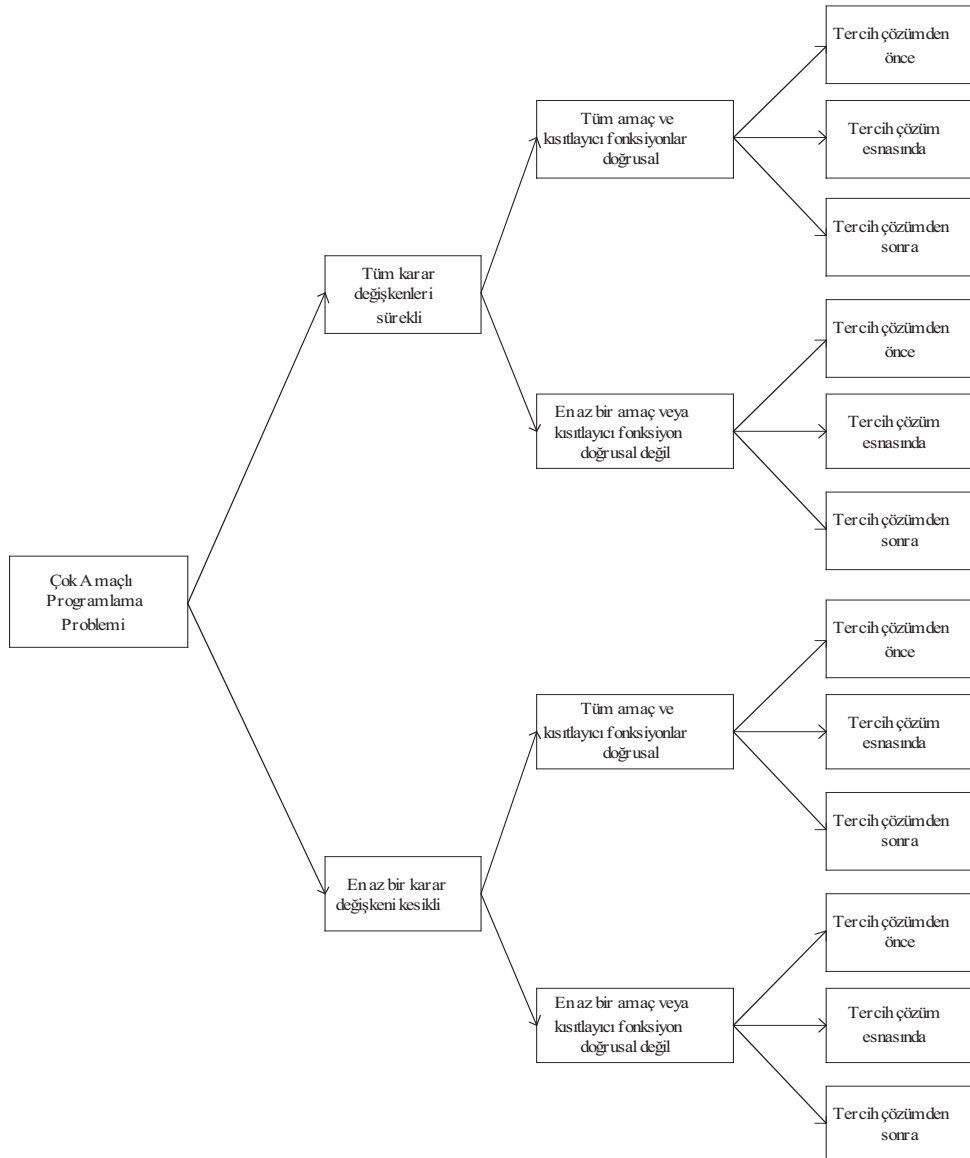 Tercih çözümden
önce
Tüm amaç ve
kısıtlayıcı fonksiyonlar
doğrusal
Tercih çözüm
esnasında
Tercih çözümden
sonra
Tüm karar
değişkenleri
sürekli
Tercih çözümden
önce
En az bir amaç veya
kısıtlayıcı fonksiyon
doğrusal değil
Tercih çözüm
esnasında
Tercih çözümden
sonra
Çok Amaçlı
Programlama
Problemi
Tercih çözümden
önce
Tüm amaç ve
kısıtlayıcı fonksiyonlar
doğrusal
Tercih çözüm
esnasında
Tercih çözümden
sonra
En az bir karar
değişkeni kesikli
Tercih çözümden
önce
En az bir amaç veya
kısıtlayıcı fonksiyon
doğrusal değil
Tercih çözüm
esnasında
Tercih çözümden
sonra